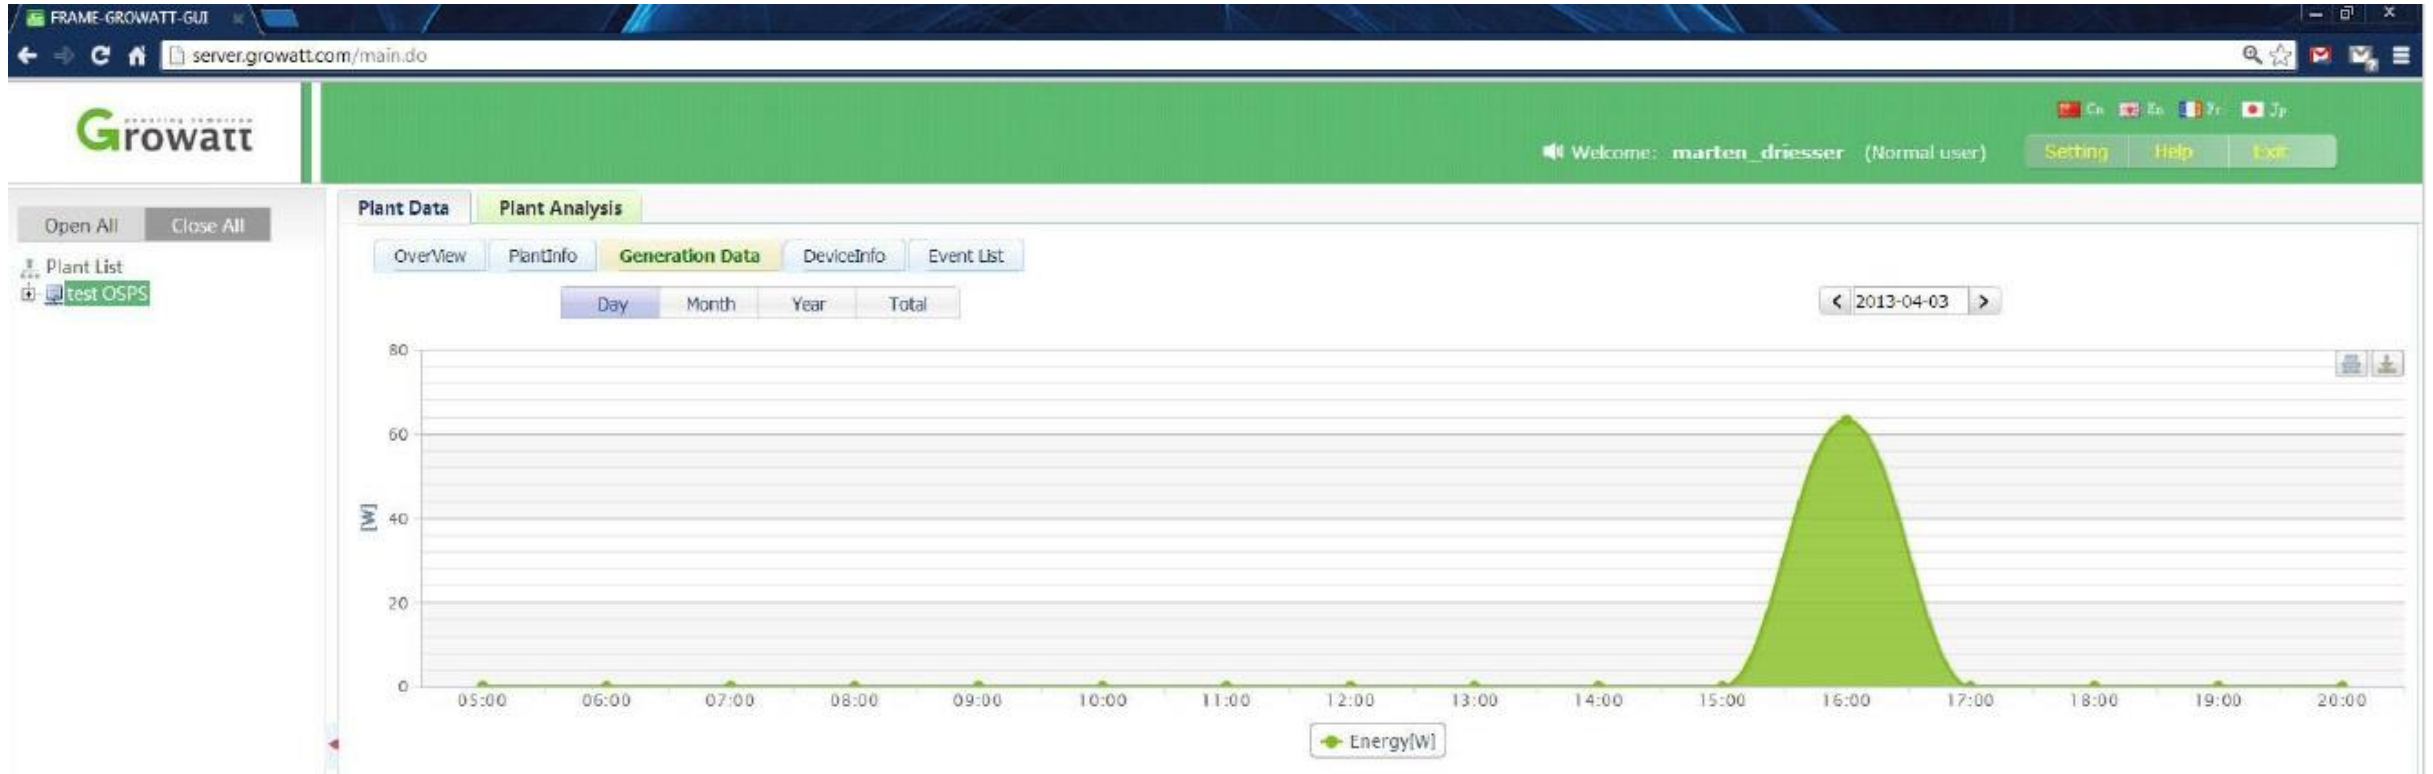 FRAME-GROWATT-GUI
server.growatt.com/main.do
Growatt
Cn En Fr Jp
Welcome: marten_driesser (Normal user) Setting Help Exit
Plant Data Plant Analysis
Open All Close All
OverView PlantInfo Generation Data DeviceInfo Event List
Plant List
test OSPS
Day Month Year Total
< 2013-04-03 >
80
60
[W]
40
20
0
05:00 06:00 07:00 08:00 09:00 10:00 11:00 12:00 13:00 14:00 15:00 16:00 17:00 18:00 19:00 20:00
Energy[W]